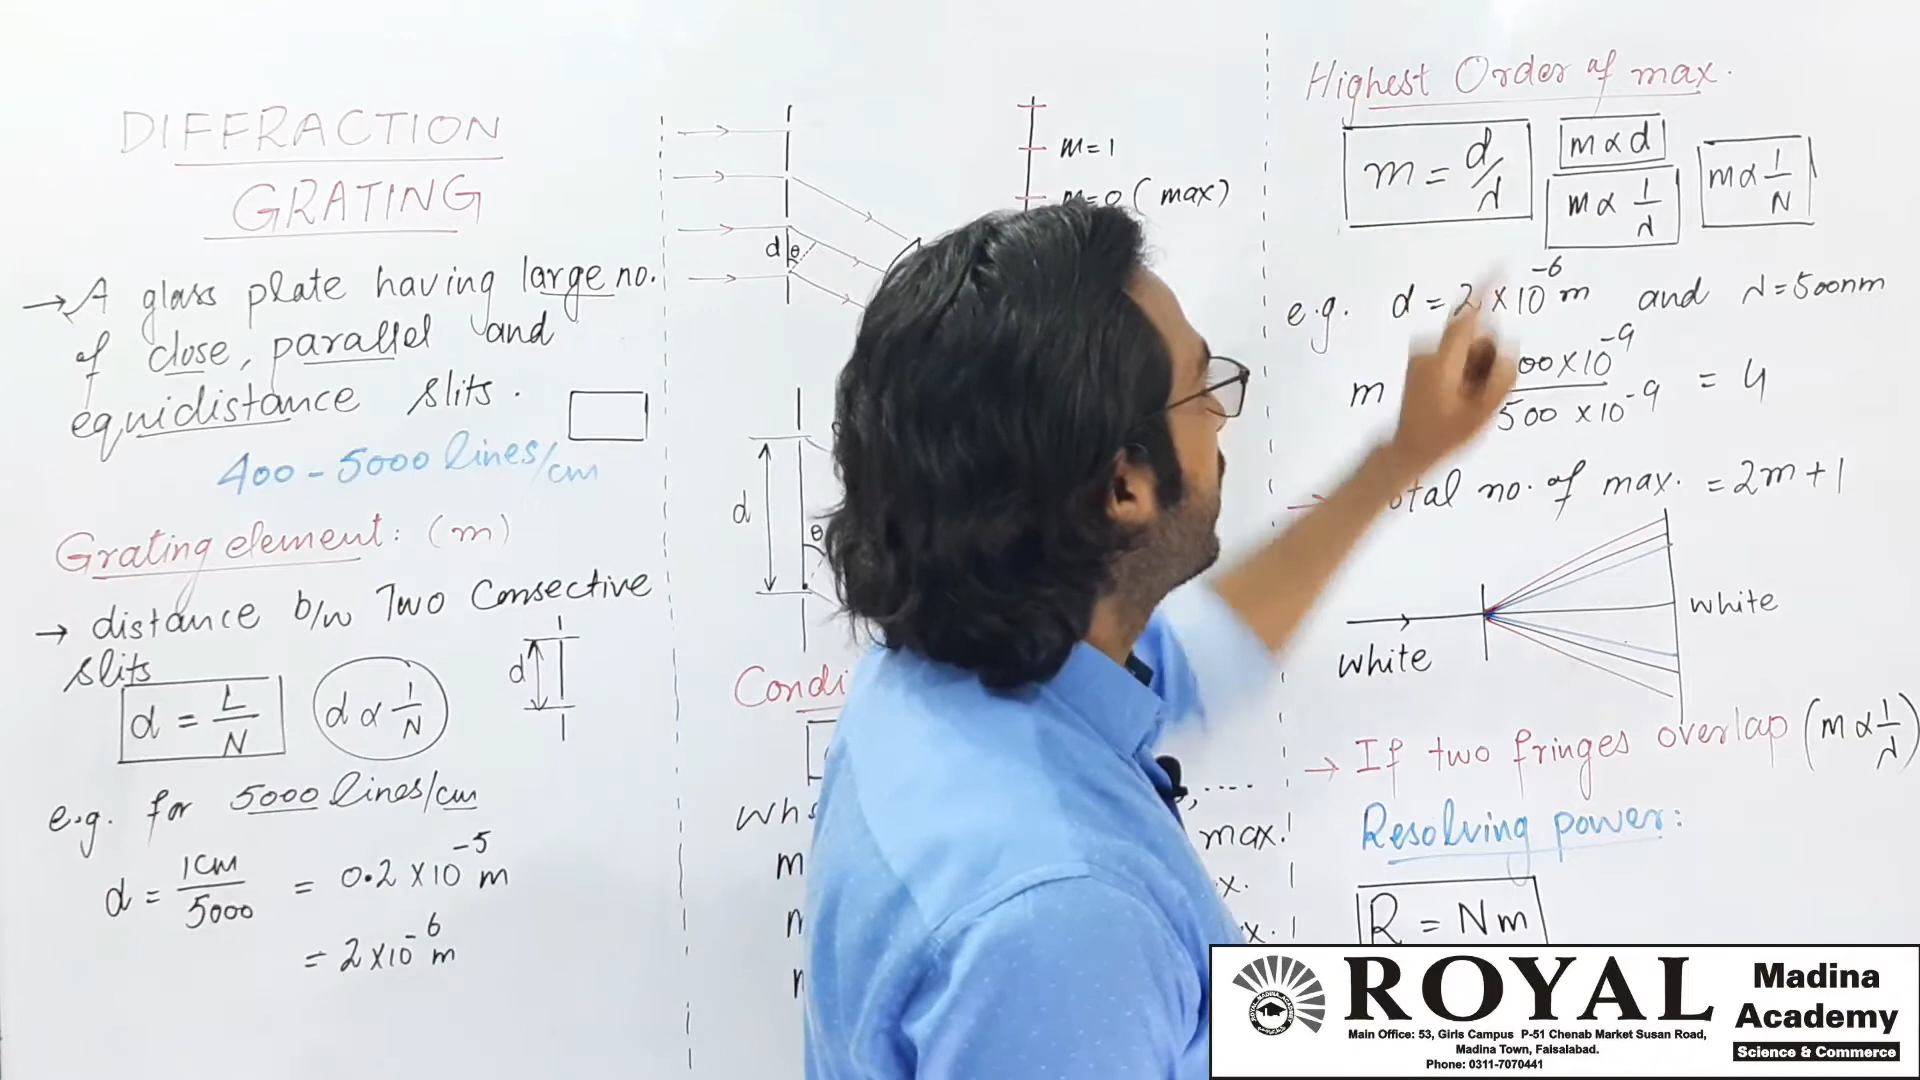 DIFFRACTION
GRATING
→ A glass plate having large no.
of close, parallel and
equidistance slits.
400 - 5000 lines/cm
Grating element: (m)
→ distance b/w Two Consective
slits
d = L/N
d ∝ 1/N
d
e.g. for 5000 lines/cm
d = 1cm/5000 = 0.2 × 10⁻⁵ m
= 2 × 10⁻⁶ m
m = 1
m = 0 (max)
d θ
d
θ
Condi
, ....
max.
m
Highest Order of max.
m = d/λ
m ∝ d
m ∝ 1/λ
m ∝ 1/N
e.g. d = 2 × 10⁻⁶ m and λ = 500nm
m 00 × 10⁻⁹ / 500 × 10⁻⁹ = 4
→ otal no. of max. = 2m + 1
white
white
→ If two fringes overlap (m ∝ 1/λ)
Resolving power:
R = Nm
ROYAL
Madina
Academy
Science & Commerce
Main Office: 53, Girls Campus P-51 Chenab Market Susan Road,
Madina Town, Faisalabad.
Phone: 0311-7070441